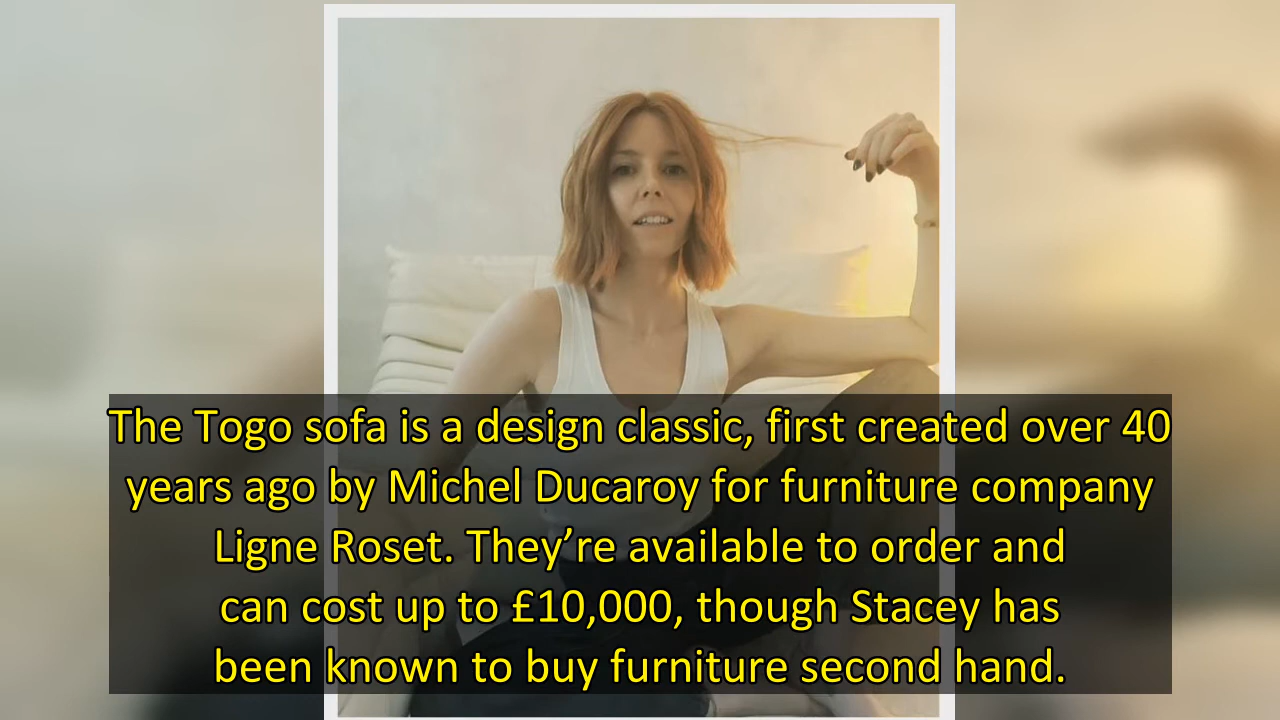 The Togo sofa is a design classic, first created over 40
years ago by Michel Ducaroy for furniture company
Ligne Roset. They’re available to order and
can cost up to £10,000, though Stacey has
been known to buy furniture second hand.